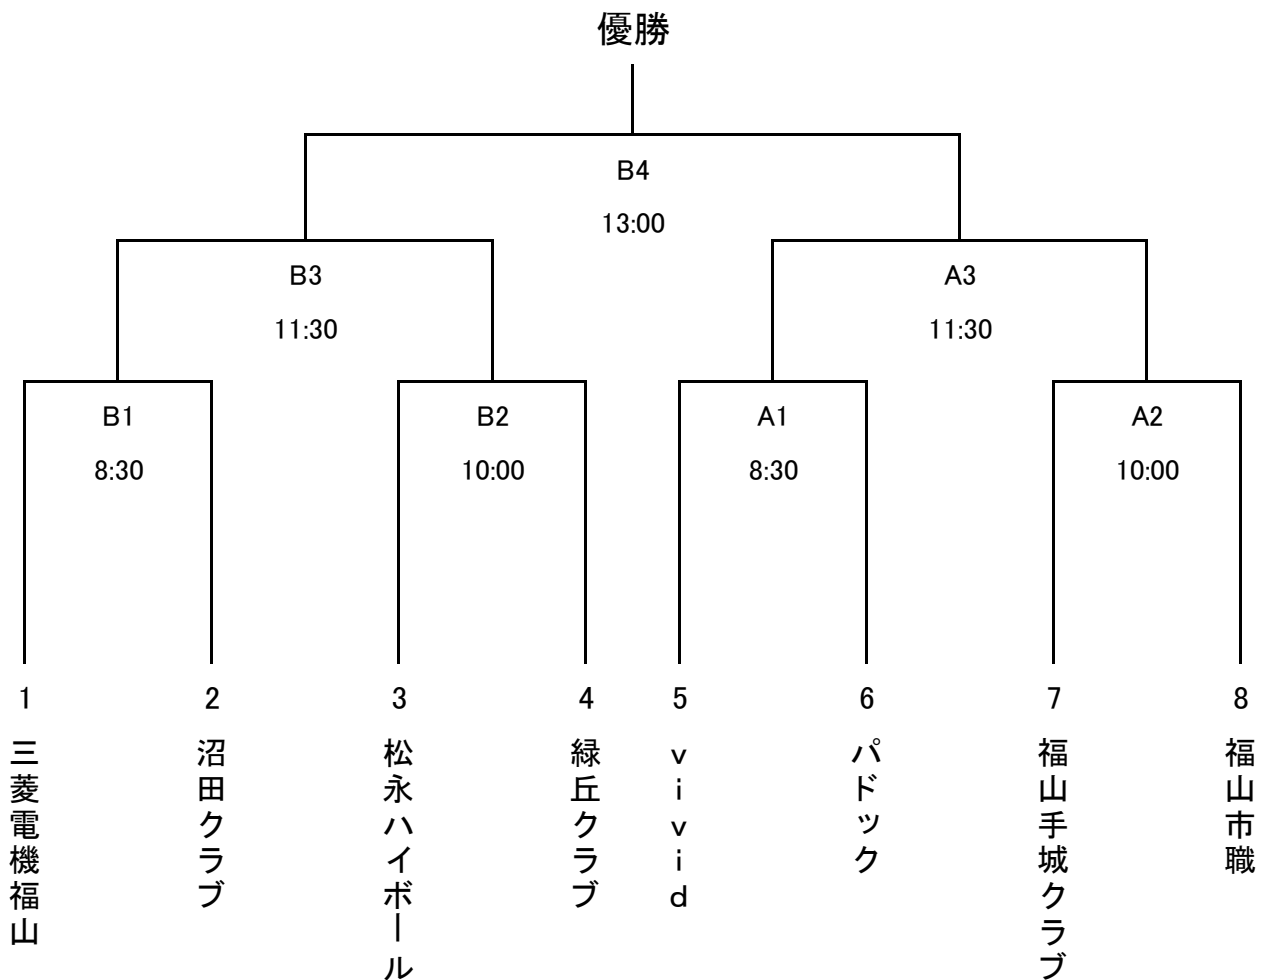 優勝
B4
13:00
B3
11:30
A3
11:30
B1
8:30
B2
10:00
A1
8:30
A2
10:00
1
2
3
4
5
6
7
8
三菱電機福山
沼田クラブ
松永ハイボール
緑丘クラブ
ｖｉｖｉｄ
パドック
福山手城クラブ
福山市職